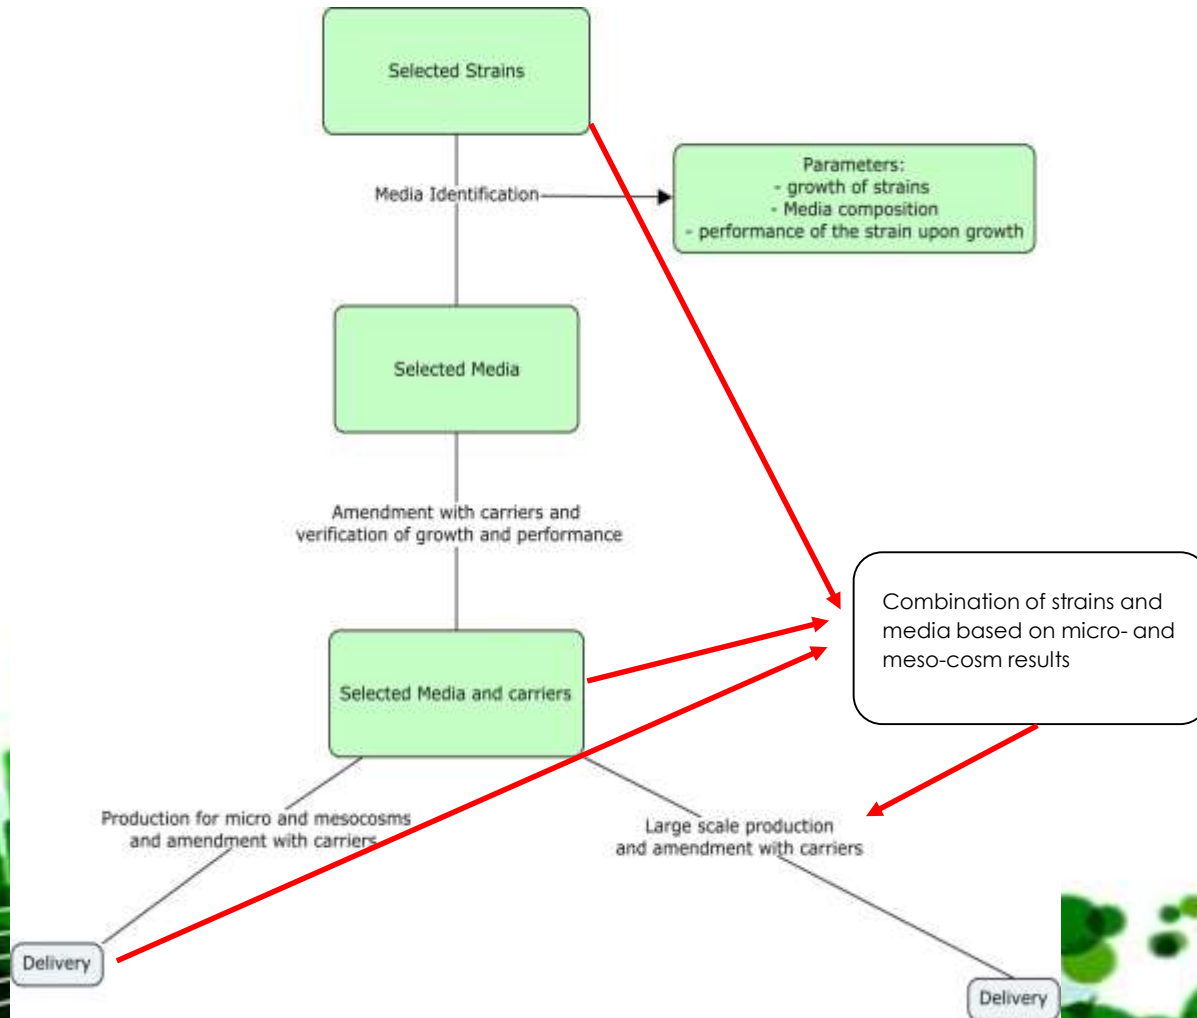 Selected Strains
Media Identification
Parameters:
- growth of strains
- Media composition
- performance of the strain upon growth
Selected Media
Amendment with carriers and
verification of growth and performance
Combination of strains and
media based on micro- and
meso-cosm results
Selected Media and carriers
Production for micro and mesocosms
and amendment with carriers
Large scale production
and amendment with carriers
Delivery
Delivery